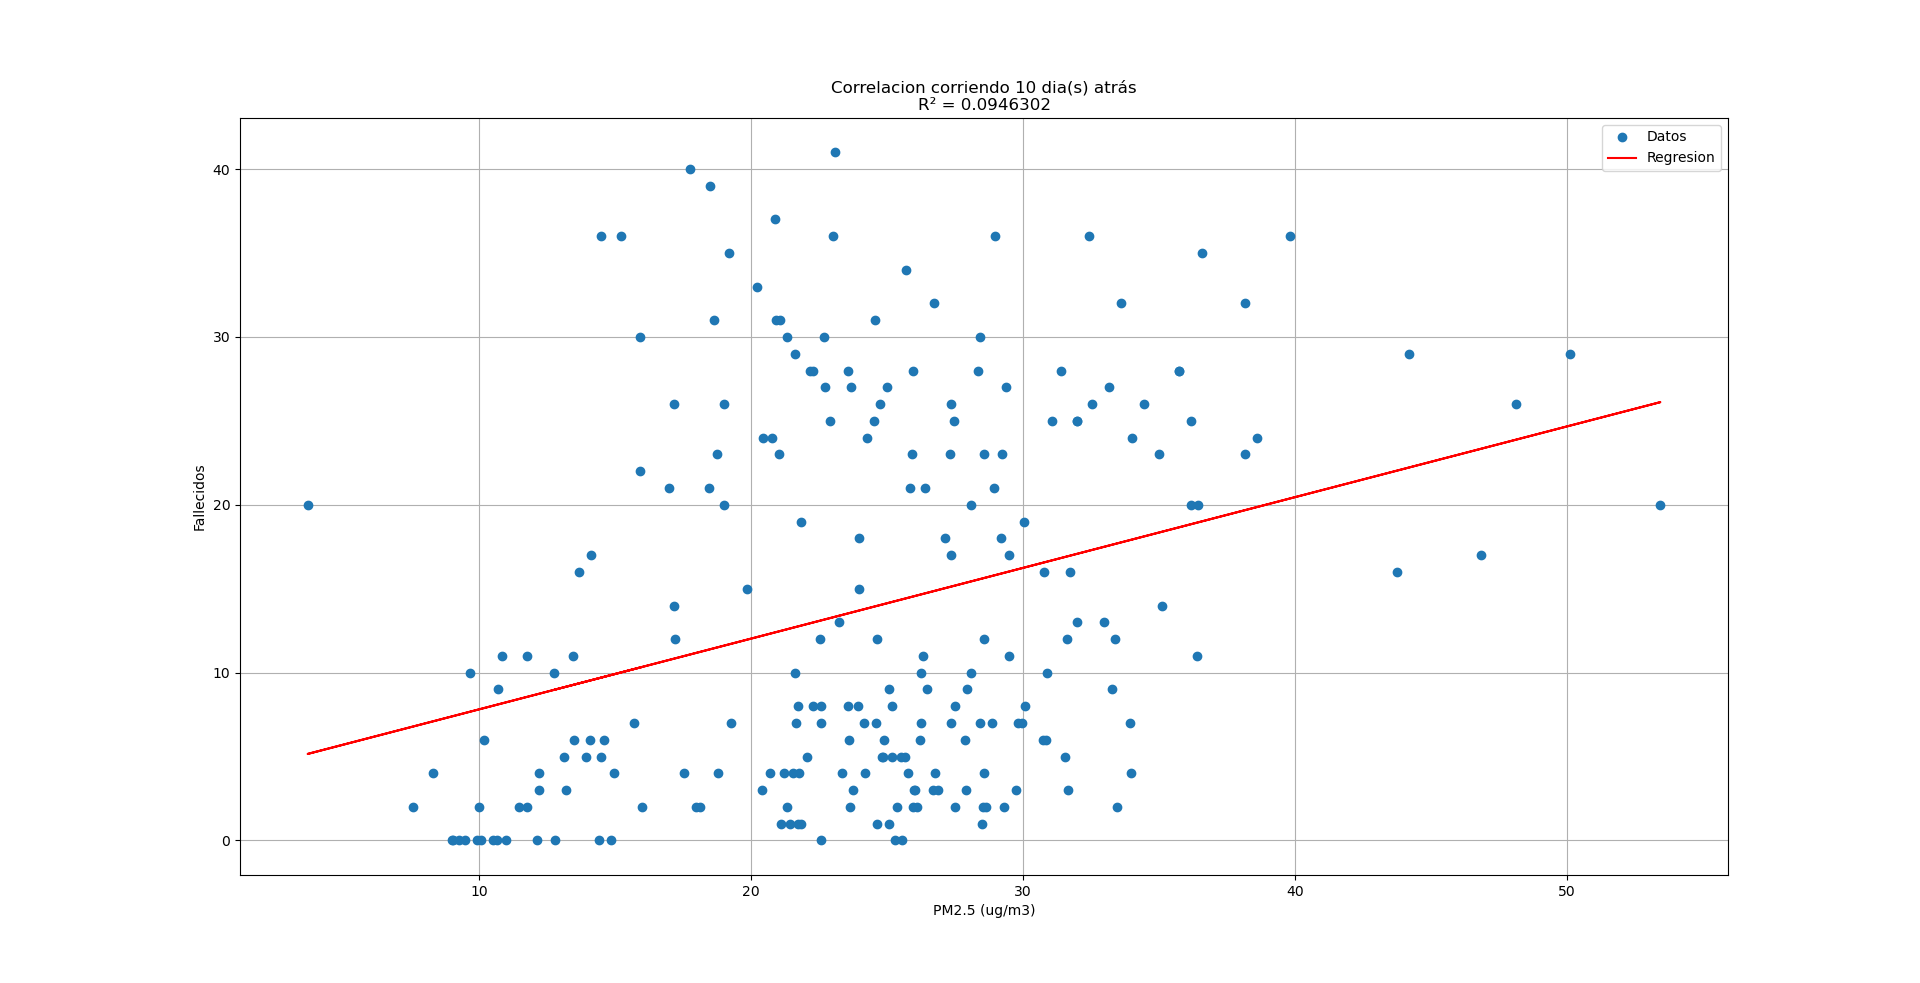 Correlacion corriendo 10 dia(s) atrás
R² = 0.0946302
Datos
Regresion
40
30
20
10
0
Fallecidos
10
20
30
40
50
PM2.5 (ug/m3)